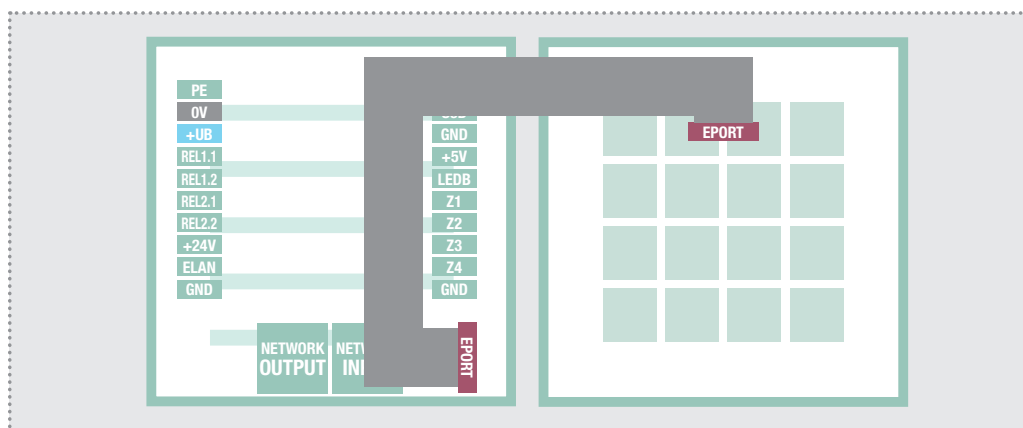 PE
0V
+UB
REL1.1
REL1.2
REL2.1
REL2.2
+24V
ELAN
GND
GND
+5V
LEDB
Z1
Z2
Z3
Z4
GND
NETWORK
OUTPUT
EPORT
EPORT